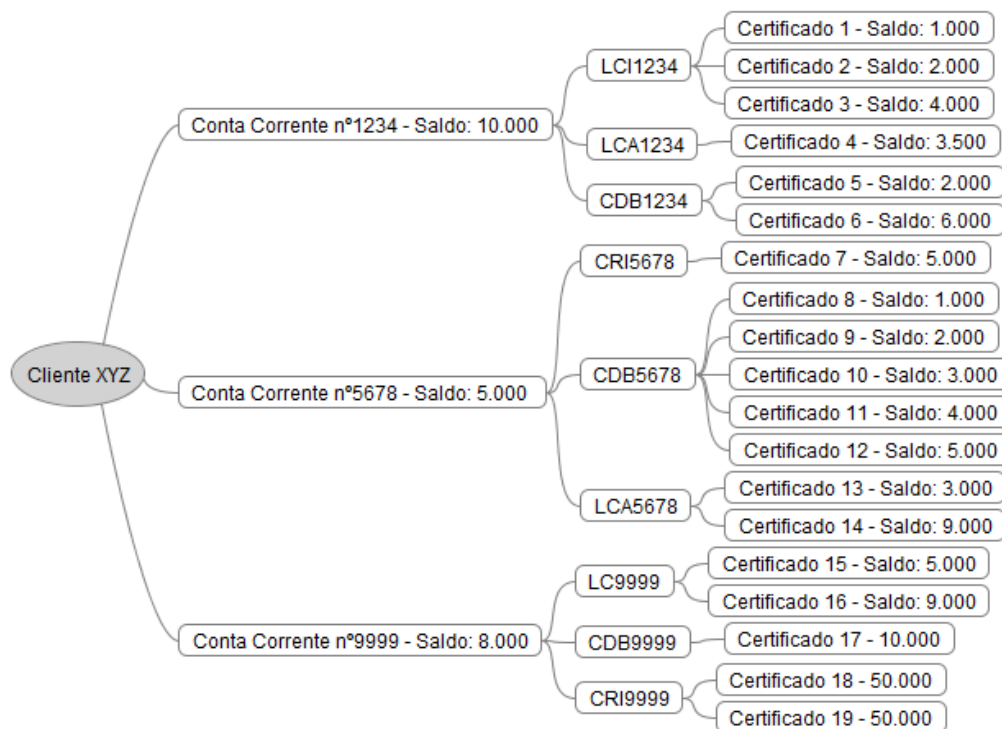 Cliente XYZ
Conta Corrente nº1234 - Saldo: 10.000
LCI1234
Certificado 1 - Saldo: 1.000
Certificado 2 - Saldo: 2.000
Certificado 3 - Saldo: 4.000
LCA1234
Certificado 4 - Saldo: 3.500
CDB1234
Certificado 5 - Saldo: 2.000
Certificado 6 - Saldo: 6.000
Conta Corrente nº5678 - Saldo: 5.000
CRI5678
Certificado 7 - Saldo: 5.000
CDB5678
Certificado 8 - Saldo: 1.000
Certificado 9 - Saldo: 2.000
Certificado 10 - Saldo: 3.000
Certificado 11 - Saldo: 4.000
Certificado 12 - Saldo: 5.000
LCA5678
Certificado 13 - Saldo: 3.000
Certificado 14 - Saldo: 9.000
Conta Corrente nº9999 - Saldo: 8.000
LC9999
Certificado 15 - Saldo: 5.000
Certificado 16 - Saldo: 9.000
CDB9999
Certificado 17 - 10.000
CRI9999
Certificado 18 - 50.000
Certificado 19 - 50.000